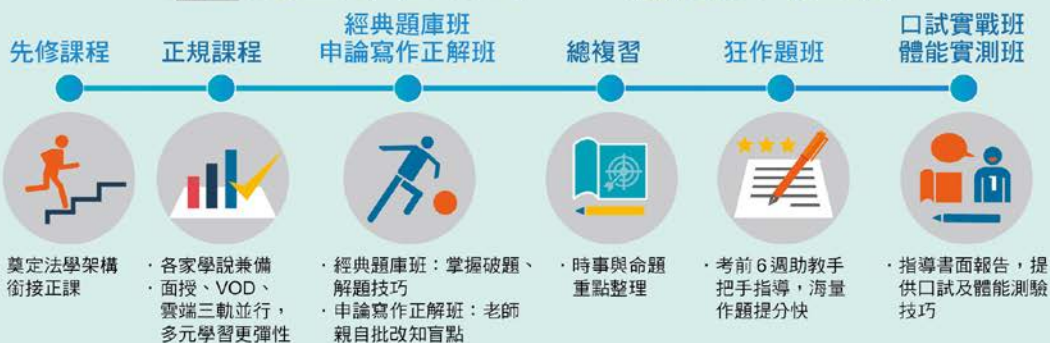 先修課程
正規課程
經典題庫班
申論寫作正解班
總複習
狂作題班
口試實戰班
體能實測班
奠定法學架構
銜接正課
·各家學說兼備
·面授、VOD、
雲端三軌並行，
多元學習更彈性
·經典題庫班：掌握破題、
解題技巧
·申論寫作正解班：老師
親自批改知盲點
·時事與命題
重點整理
·考前6週助教手
把手指導，海量
作題提分快
·指導書面報告，提
供口試及體能測驗
技巧